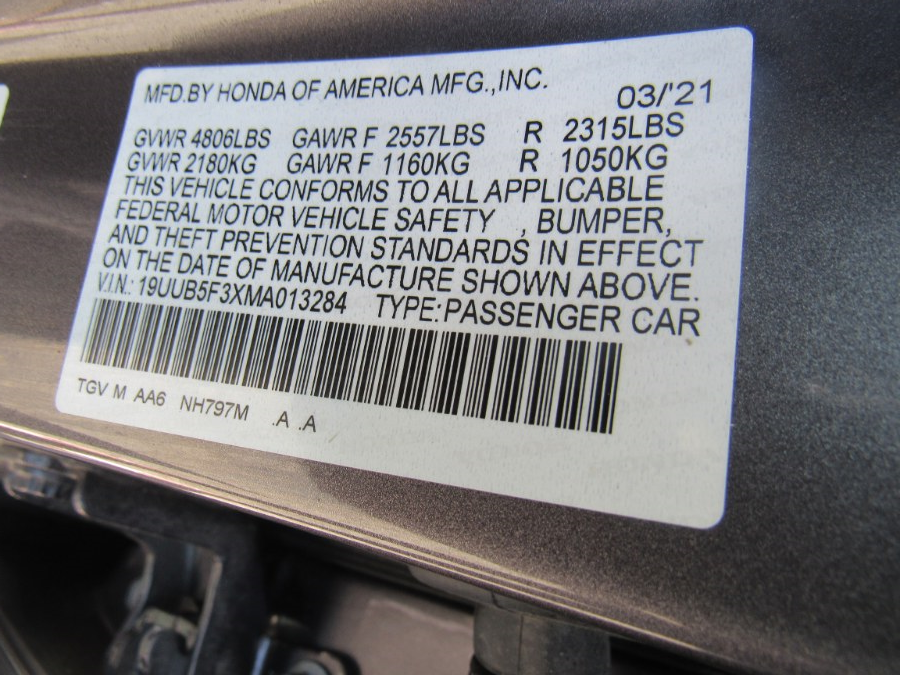 MFD.BY HONDA OF AMERICA MFG.,INC. 03/'21
GVWR 4806LBS GAWR F 2557LBS R 2315LBS
GVWR 2180KG GAWR F 1160KG R 1050KG
THIS VEHICLE CONFORMS TO ALL APPLICABLE
FEDERAL MOTOR VEHICLE SAFETY , BUMPER,
AND THEFT PREVENTION STANDARDS IN EFFECT
ON THE DATE OF MANUFACTURE SHOWN ABOVE.
V.I.N.: 19UUB5F3XMA013284 TYPE:PASSENGER CAR
TGV M AA6 NH797M .A .A